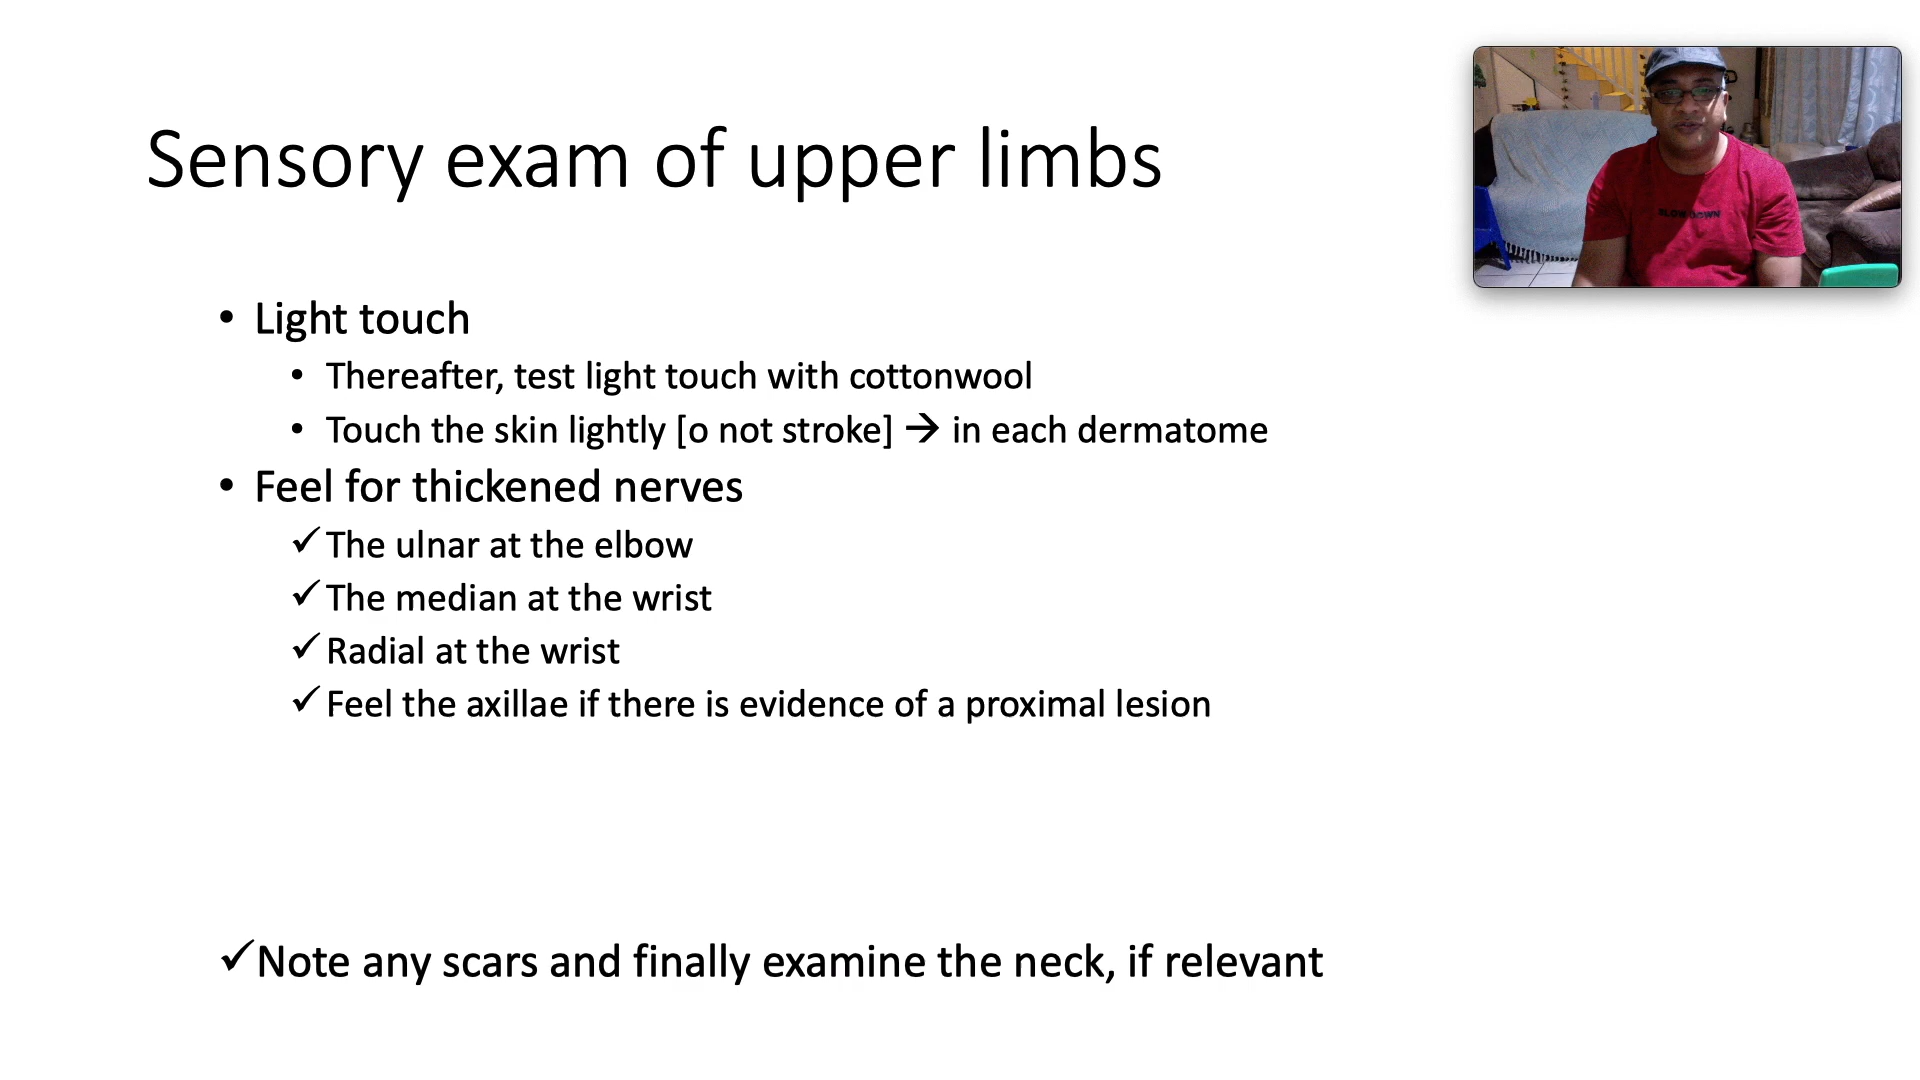 Sensory exam of upper limbs
SLOW DOWN
• Light touch
• Thereafter, test light touch with cottonwool
• Touch the skin lightly [o not stroke] → in each dermatome
• Feel for thickened nerves
✓ The ulnar at the elbow
✓ The median at the wrist
✓ Radial at the wrist
✓ Feel the axillae if there is evidence of a proximal lesion
✓ Note any scars and finally examine the neck, if relevant